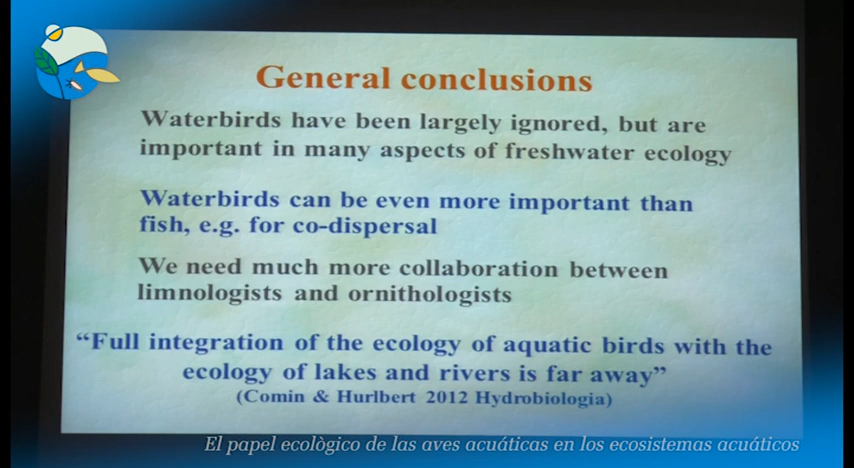 General conclusions
Waterbirds have been largely ignored, but are
important in many aspects of freshwater ecology
Waterbirds can be even more important than
fish, e.g. for co-dispersal
We need much more collaboration between
limnologists and ornithologists
“Full integration of the ecology of aquatic birds with the
ecology of lakes and rivers is far away”
(Comin & Hurlbert 2012 Hydrobiologia)
El papel ecològico de las aves acuáticas en los ecosistemas acuáticos